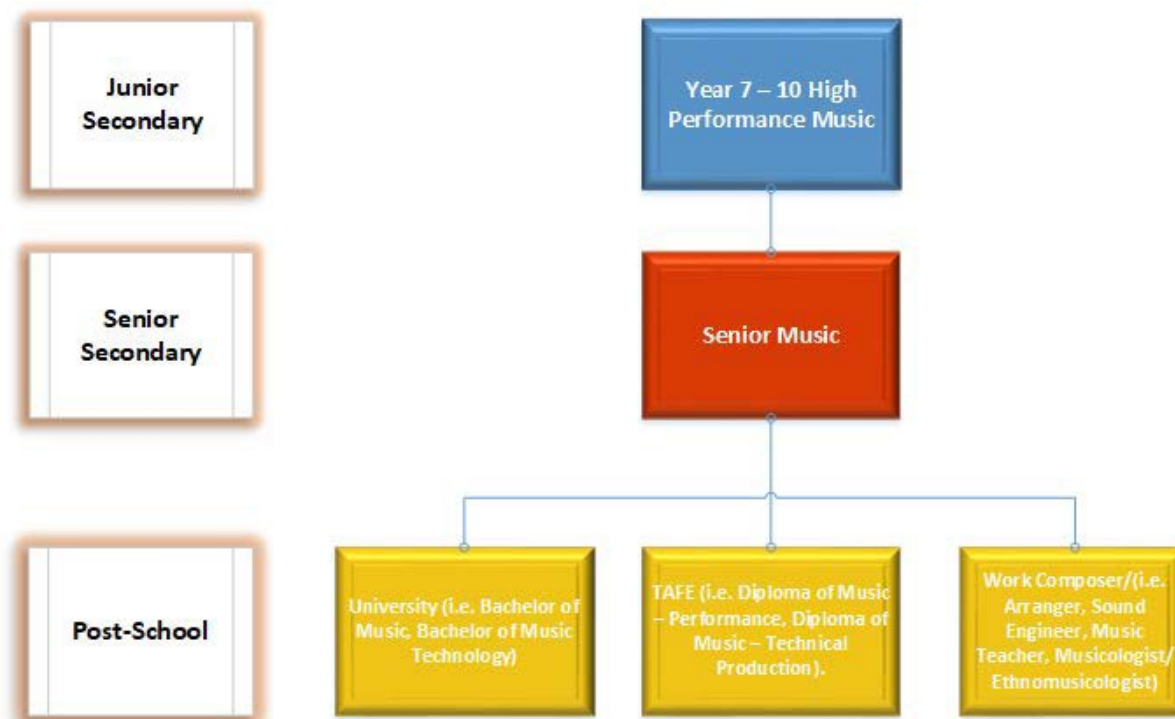 Junior
Secondary
Year 7 – 10 High
Performance Music
Senior
Secondary
Senior Music
Post-School
University (i.e. Bachelor of
Music, Bachelor of Music
Technology)
TAFE (i.e. Diploma of Music
– Performance, Diploma of
Music – Technical
Production).
Work Composer/(i.e.
Arranger, Sound
Engineer, Music
Teacher, Musicologist/
Ethnomusicologist)